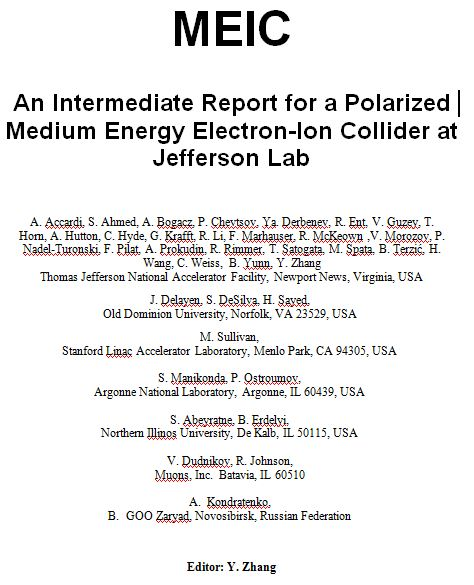 MEIC
An Intermediate Report for a Polarized
Medium Energy Electron-Ion Collider at
Jefferson Lab
A. Accardi, S. Ahmed, A. Bogacz, P. Chevtsov, Ya. Derbenev, R. Ent, V. Guzey, T.
Horn, A. Hutton, C. Hyde, G. Krafft, R. Li, F. Marhauser, R. McKeown ,V. Morozov, P.
Nadel-Turonski, F. Pilat, A. Prokudin, R. Rimmer, T. Satogata, M. Spata, B. Terzić, H.
Wang, C. Weiss, B. Yunn, Y. Zhang
Thomas Jefferson National Accelerator Facility, Newport News, Virginia, USA
J. Delayen, S. DeSilva, H. Sayed,
Old Dominion University, Norfolk, VA 23529, USA
M. Sullivan,
Stanford Linac Accelerator Laboratory, Menlo Park, CA 94305, USA
S. Manikonda, P. Ostroumov,
Argonne National Laboratory, Argonne, IL 60439, USA
S. Abeyratne, B. Erdelyi,
Northern Illinos University, De Kalb, IL 50115, USA
V. Dudnikov, R. Johnson,
Muons, Inc. Batavia, IL 60510
A. Kondratenko,
B. GOO Zaryad, Novosibirsk, Russian Federation
Editor: Y. Zhang